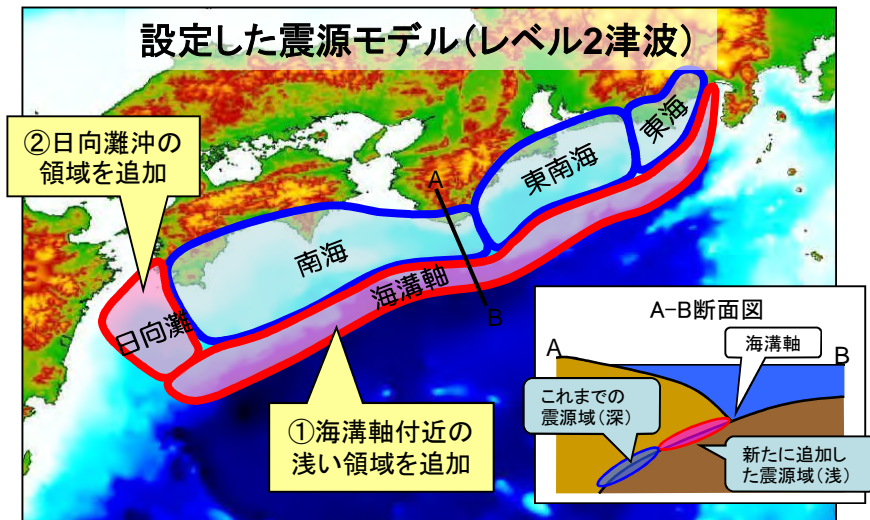 設定した震源モデル(レベル2津波)
②日向灘沖の
領域を追加
東海
東南海
A
南海
海溝軸
B
日向灘
①海溝軸付近の
浅い領域を追加
A-B断面図
A
海溝軸
B
これまでの
震源域(深)
新たに追加し
た震源域(浅)